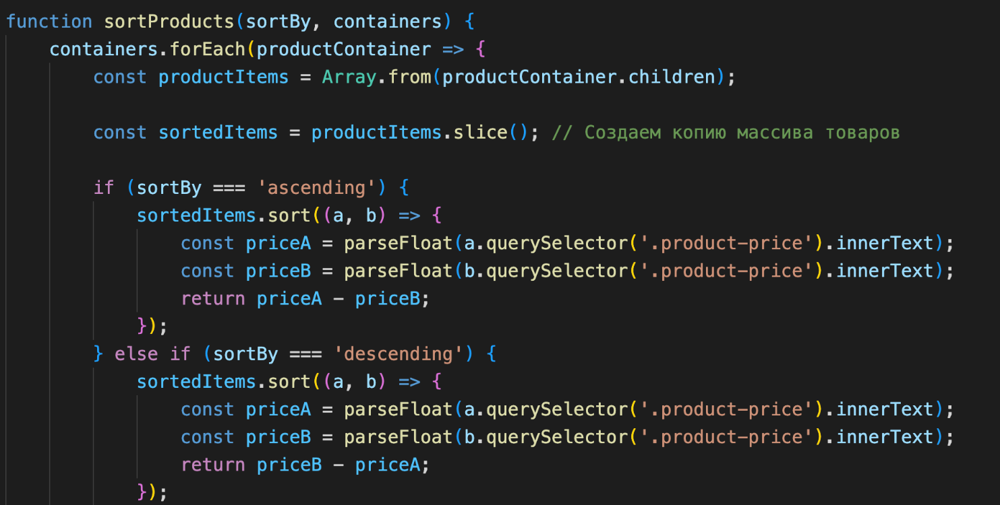 function sortProducts(sortBy, containers) {
    containers.forEach(productContainer => {
        const productItems = Array.from(productContainer.children);
        const sortedItems = productItems.slice(); // Создаем копию массива товаров
        if (sortBy === 'ascending') {
            sortedItems.sort((a, b) => {
                const priceA = parseFloat(a.querySelector('.product-price').innerText);
                const priceB = parseFloat(b.querySelector('.product-price').innerText);
                return priceA - priceB;
            });
        } else if (sortBy === 'descending') {
            sortedItems.sort((a, b) => {
                const priceA = parseFloat(a.querySelector('.product-price').innerText);
                const priceB = parseFloat(b.querySelector('.product-price').innerText);
                return priceB - priceA;
            });